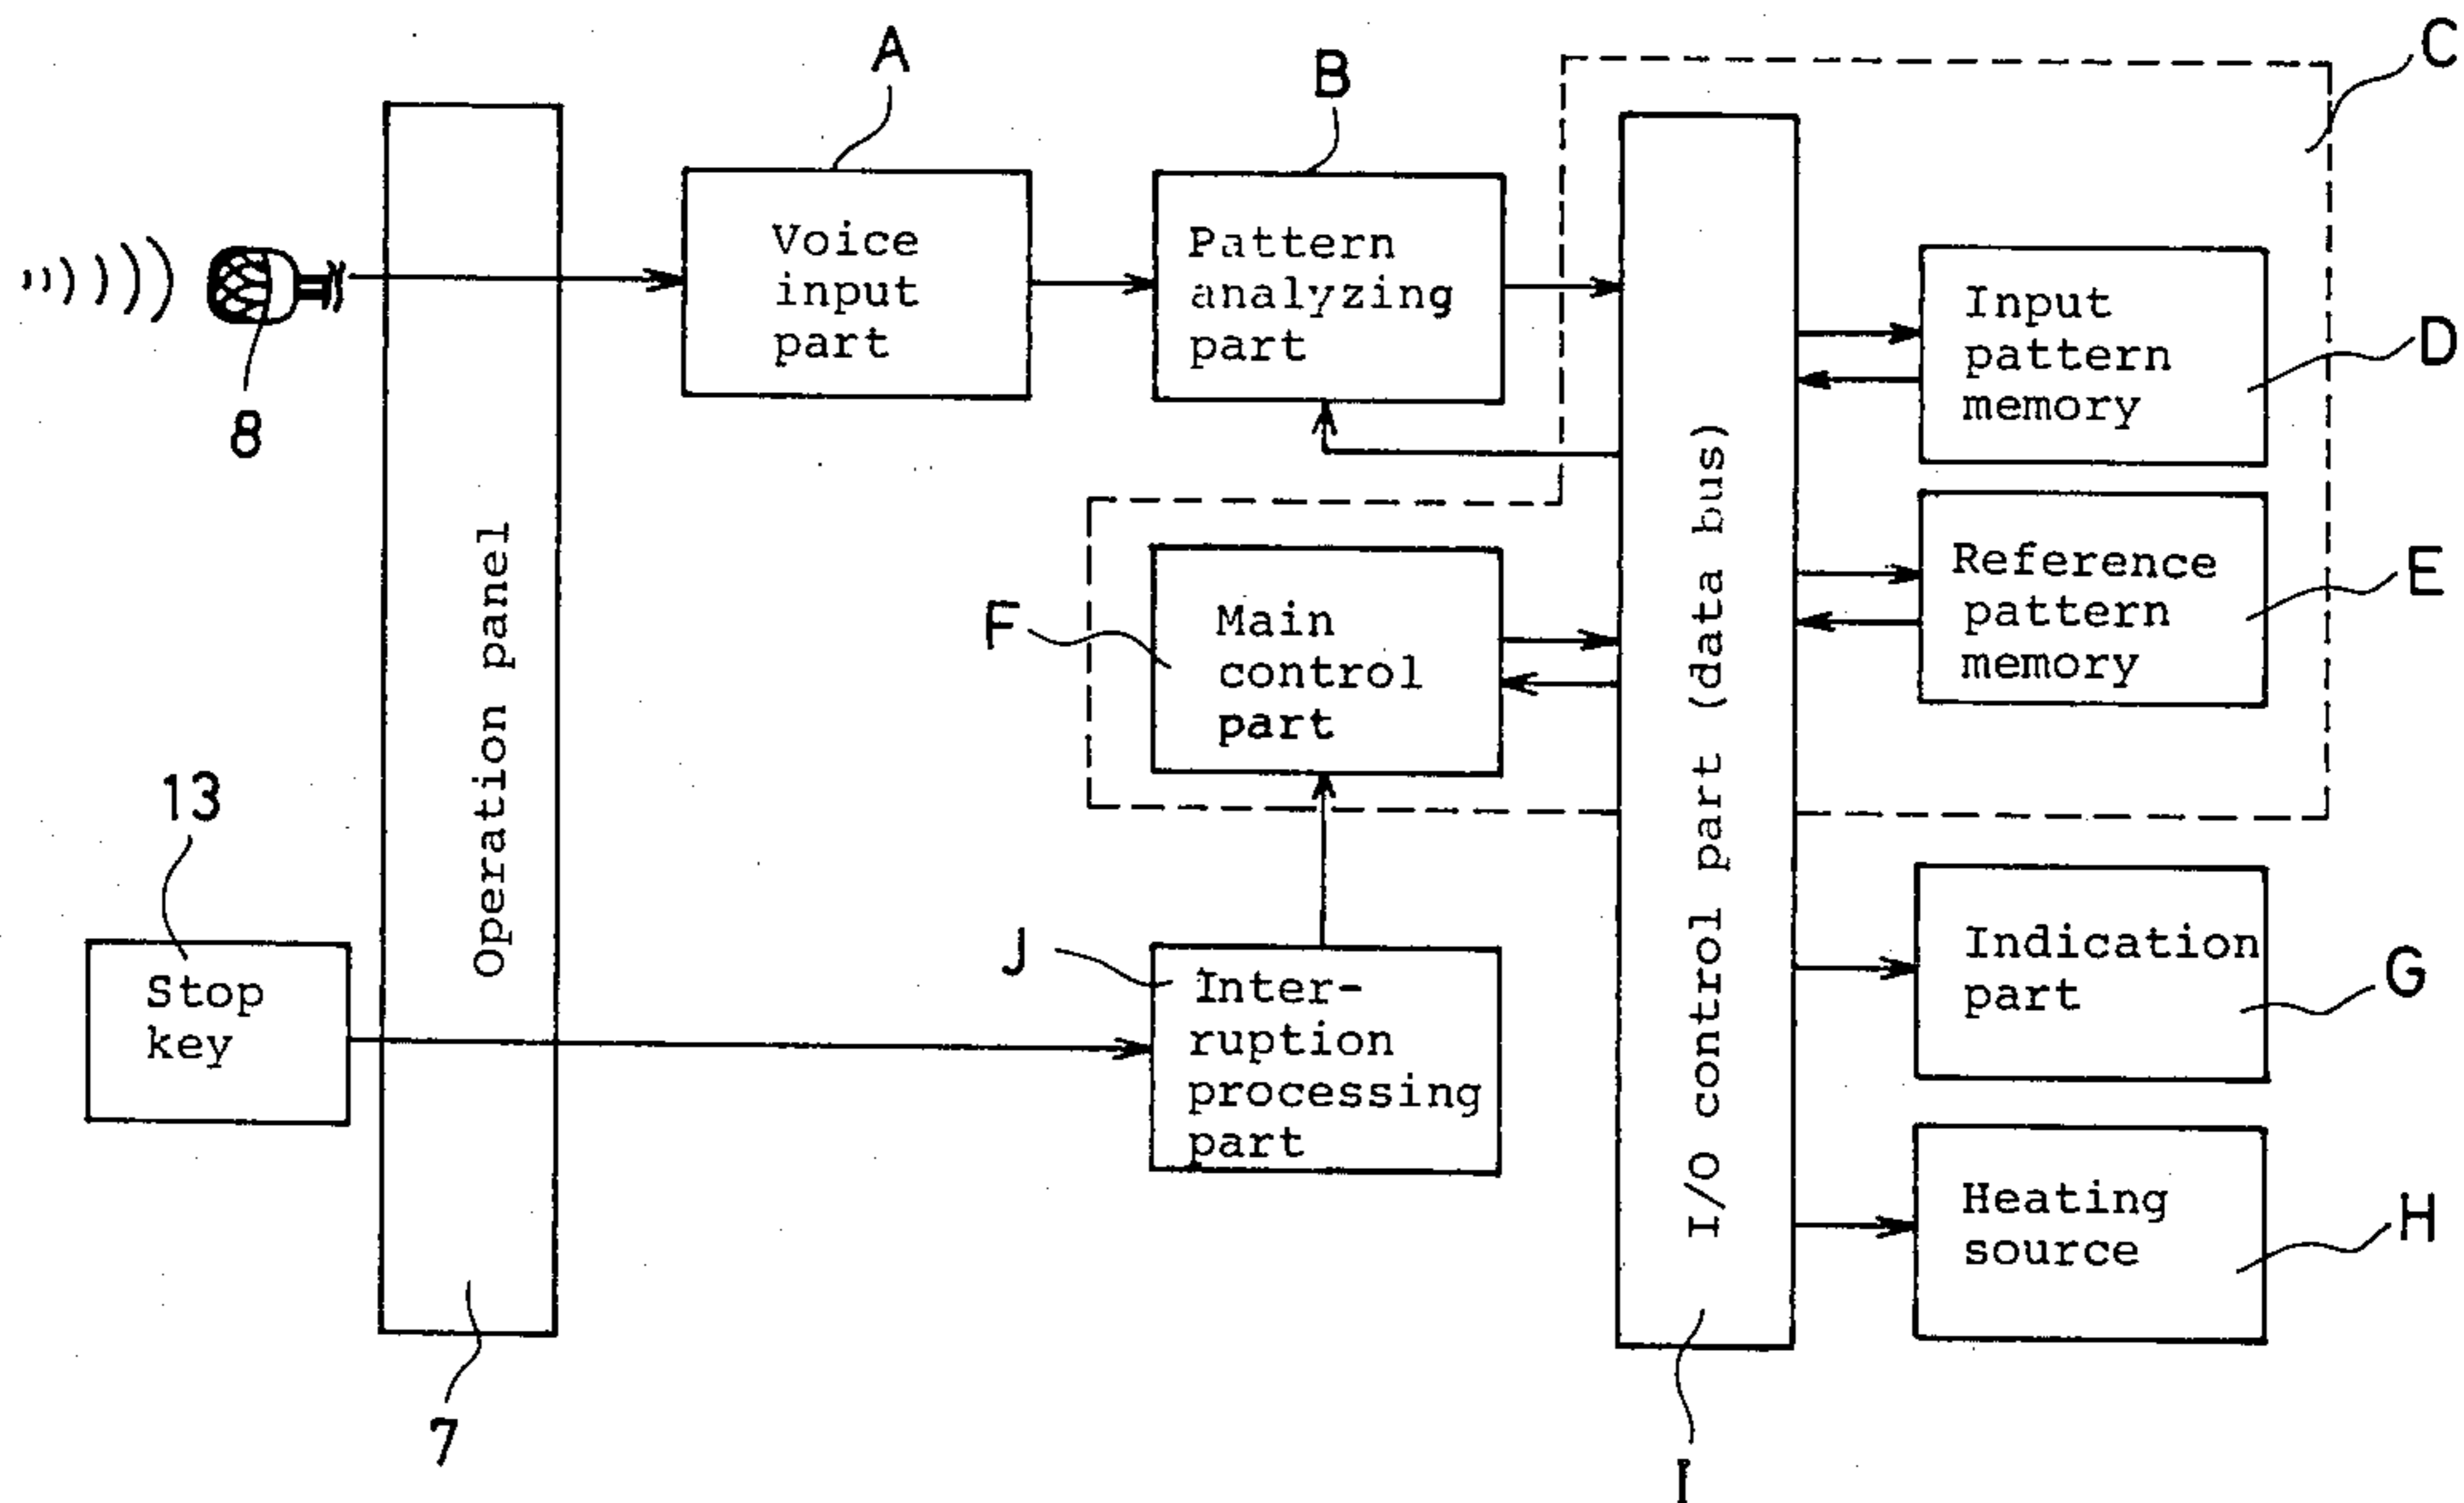 A
B
C
Voice
input
part
Pattern
analyzing
part
Input
pattern
memory
D
8
Operation panel
I/O control part (data bus)
Reference
pattern
memory
E
F
Main
control
part
13
Stop
key
J
Inter-
ruption
processing
part
Indication
part
G
Heating
source
H
7
I